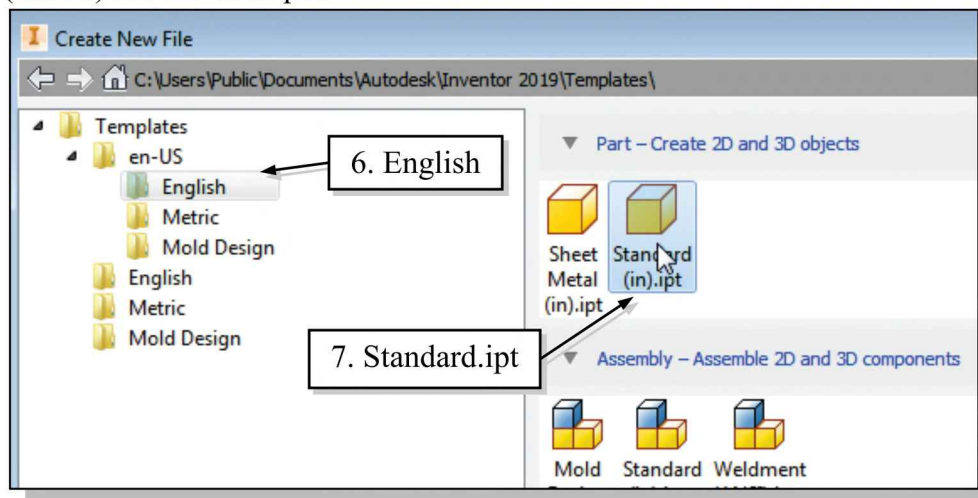 Create New File
C:\Users\Public\Documents\Autodesk\Inventor 2019\Templates\
Templates
en-US
English
Metric
Mold Design
English
Metric
Mold Design
6. English
7. Standard.ipt
Part – Create 2D and 3D objects
Sheet Metal (in).ipt
Standard (in).ipt
Assembly – Assemble 2D and 3D components
Mold
Standard
Weldment